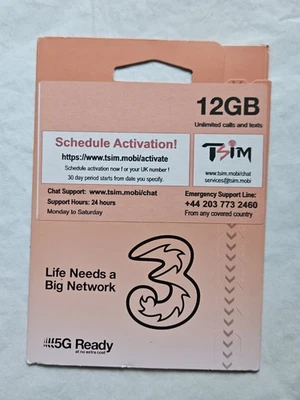 12GB
Unlimited calls and texts
Schedule Activation!
https://www.tsim.mobi/activate
Schedule activation now f or your UK number !
30 day period starts from date you specify.
TSiM
www.tsim.mobi/chat
services@tsim.mobi
Chat Support: www.tsim.mobi/chat
Support Hours: 24 hours
Monday to Saturday
Emergency Support Line:
+44 203 773 2460
From any covered country
Life Needs a
Big Network
3
5G Ready
at no extra cost